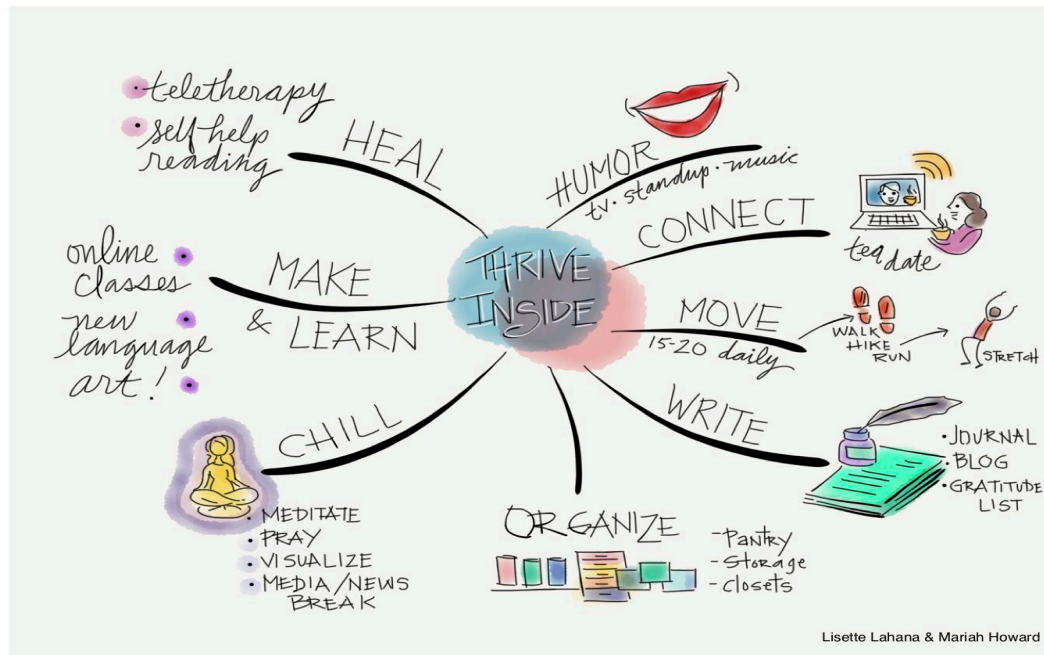 THRIVE
INSIDE
HEAL
teletherapy
self-help
reading
HUMOR
tv · standup · music
CONNECT
tea date
MOVE
15-20 daily
WALK
HIKE
RUN
STRETCH
WRITE
· JOURNAL
· BLOG
· GRATITUDE
LIST
ORGANIZE
- Pantry
- Storage
- closets
CHILL
· MEDITATE
· PRAY
· VISUALIZE
· MEDIA/NEWS
BREAK
MAKE
& LEARN
online
classes
new
language
art!
Lisette Lahana & Mariah Howard